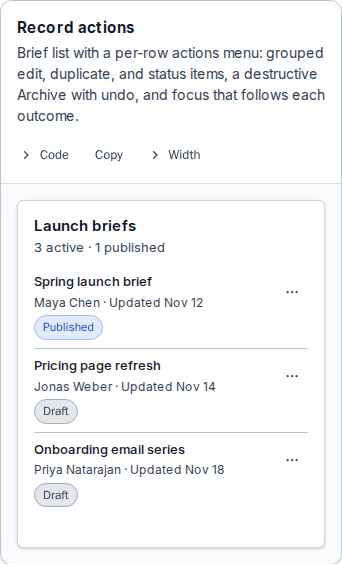 Record actions
Brief list with a per-row actions menu: grouped
edit, duplicate, and status items, a destructive
Archive with undo, and focus that follows each
outcome.
Code Copy Width
Launch briefs
3 active · 1 published
Spring launch brief
Maya Chen · Updated Nov 12
Published
Pricing page refresh
Jonas Weber · Updated Nov 14
Draft
Onboarding email series
Priya Natarajan · Updated Nov 18
Draft